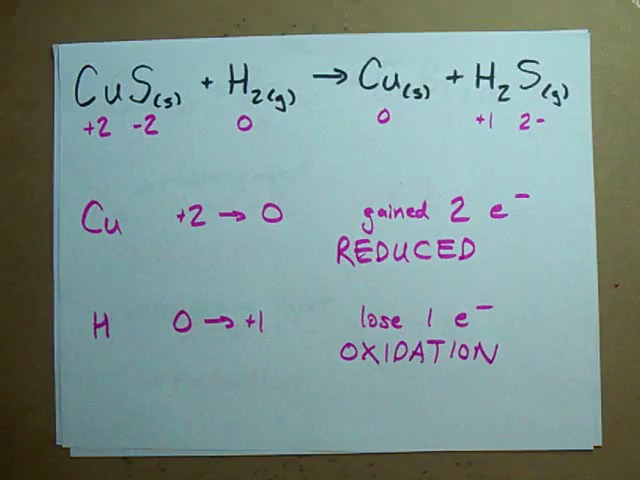 CuS(s) + H2(g) → Cu(s) + H2S(g)
+2 -2 0 0 +1 2-
Cu +2 → 0 gained 2 e⁻
REDUCED
H 0 → +1 lose 1 e⁻
OXIDATION